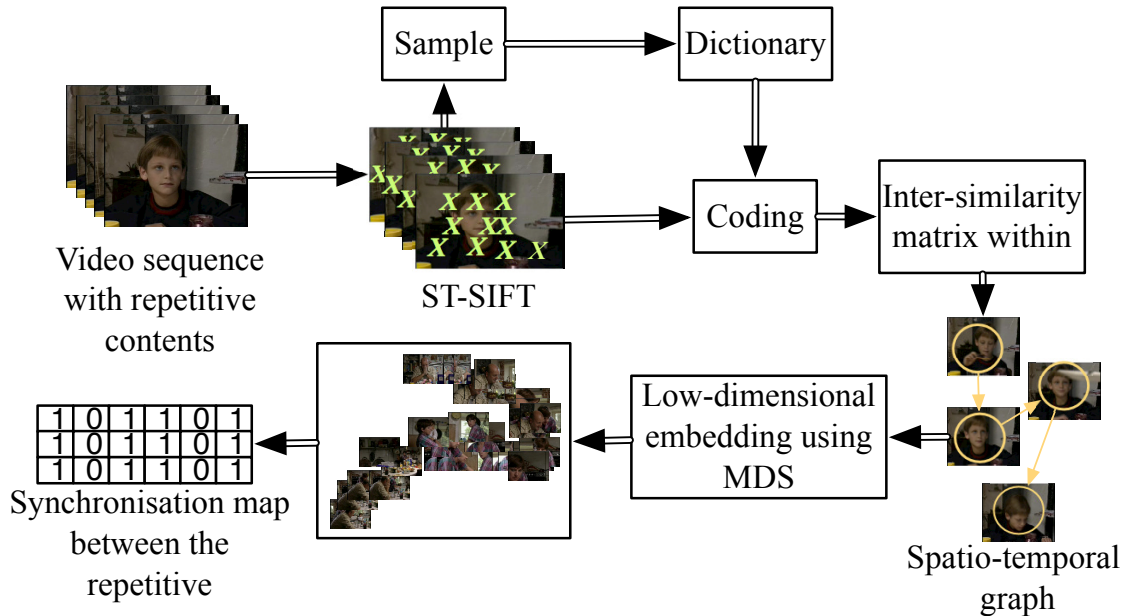 Sample
Dictionary
X X X X X X X X X X X X X X X X X X
Video sequence
with repetitive
contents
ST-SIFT
Coding
Inter-similarity
matrix within
Low-dimensional
embedding using
MDS
1 0 1 1 0 1
1 0 1 1 0 1
1 0 1 1 0 1
Synchronisation map
between the
repetitive
Spatio-temporal
graph